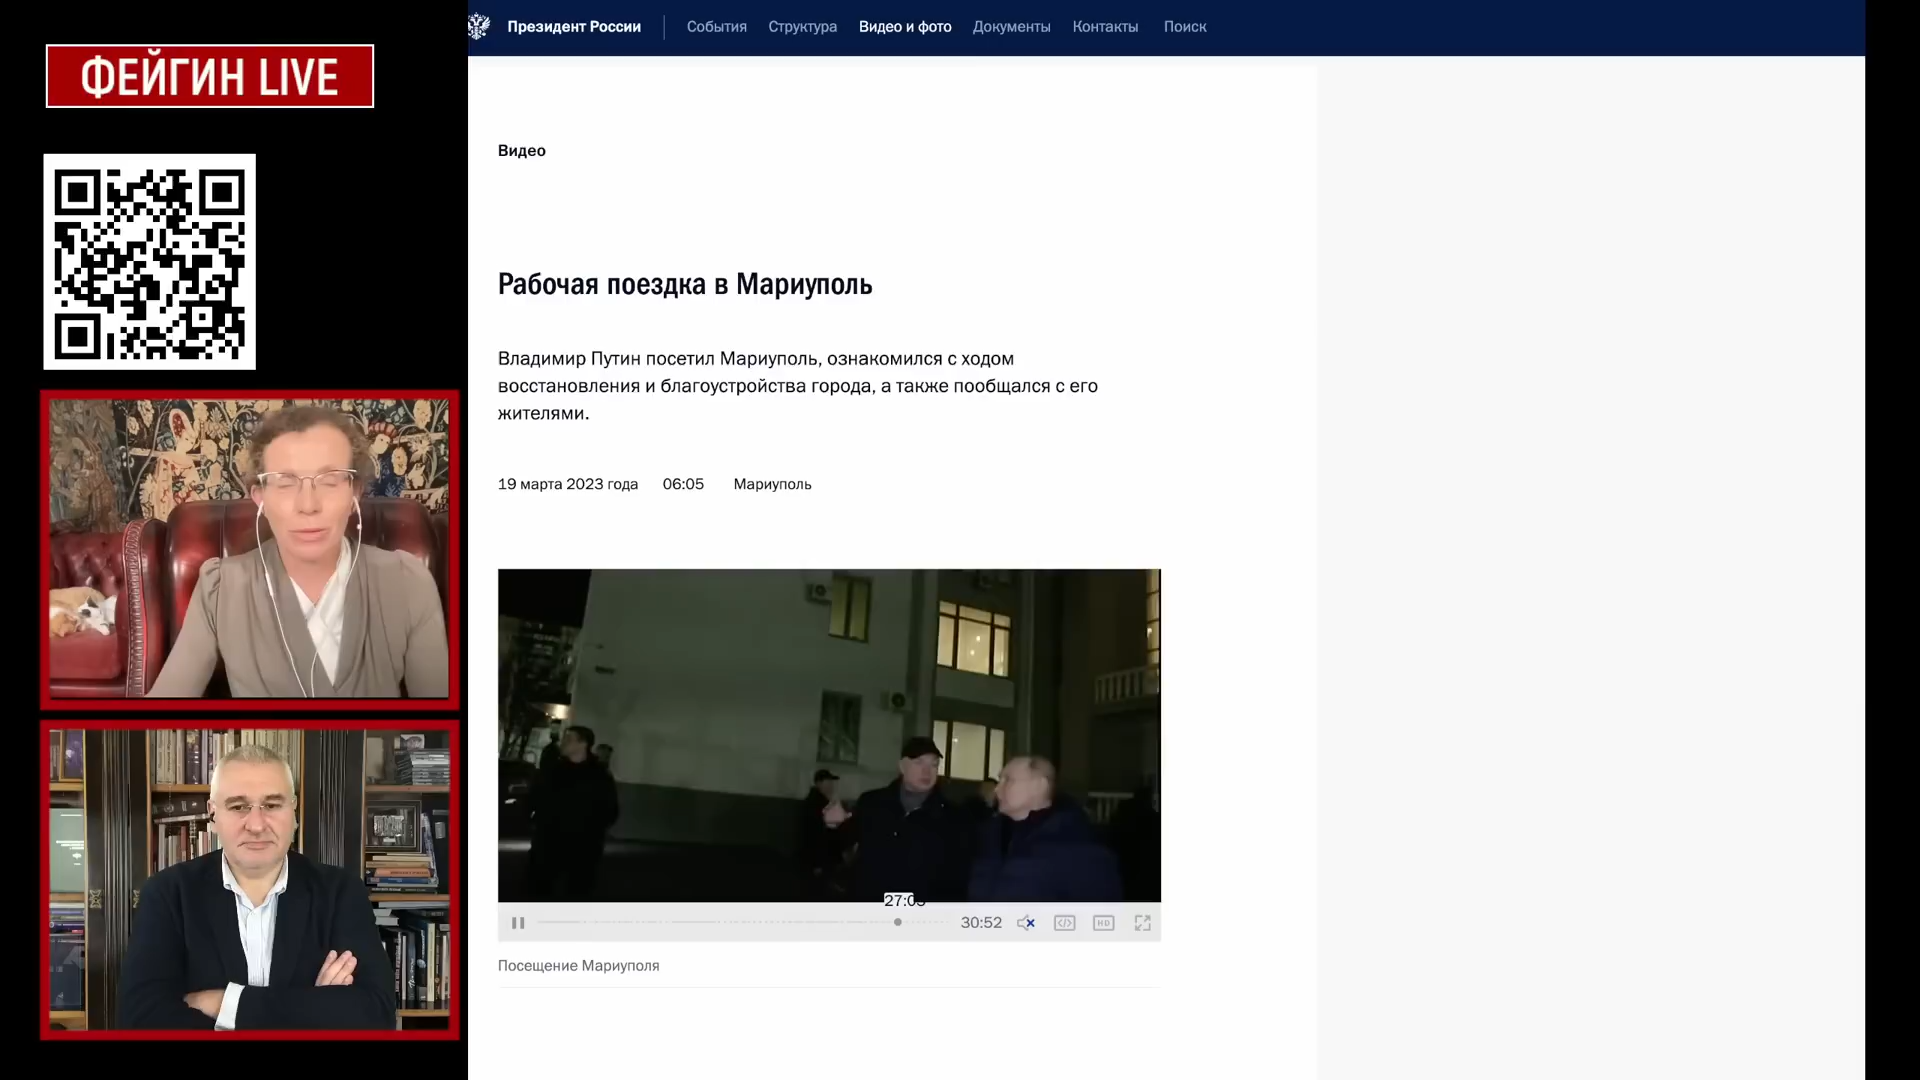 ФЕЙГИН LIVE
Президент России
События
Структура
Видео и фото
Документы
Контакты
Поиск
Видео
Рабочая поездка в Мариуполь
Владимир Путин посетил Мариуполь, ознакомился с ходом
восстановления и благоустройства города, а также пообщался с его
жителями.
19 марта 2023 года 06:05 Мариуполь
30:52
HD
Посещение Мариуполя